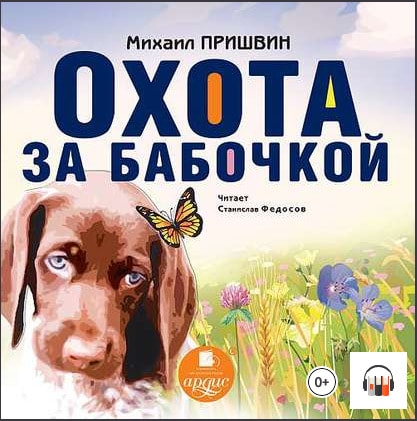 Михаил ПРИШВИН
ОХОТА
ЗА БАБОЧКОЙ
Читает
Станислав Федосов
ардис
0+